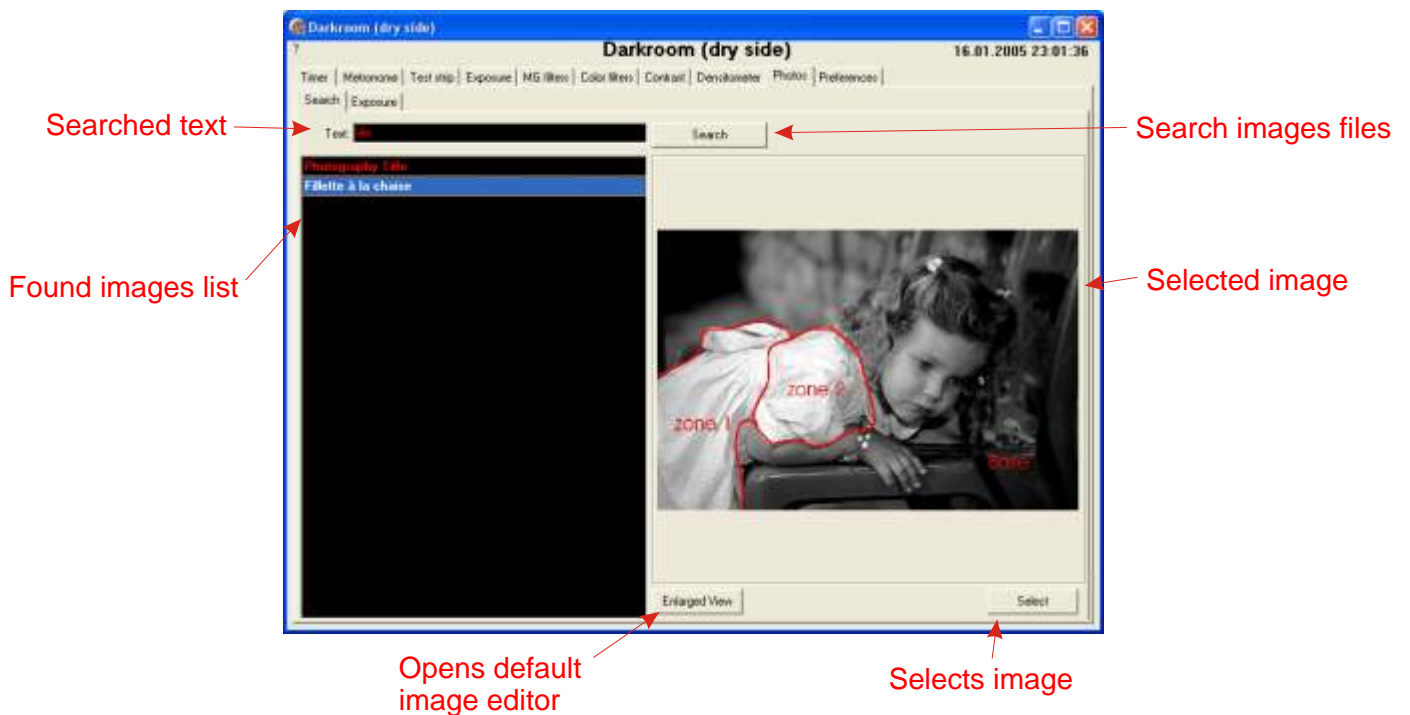 Darkroom (dry side)
?
Darkroom (dry side)
16.01.2005 23:01:36
Timer Metronome Test strip Exposure MG filters Color filters Contrast Densitometer Photos Preferences
Search Exposure
Searched text
Text
Search
Search images files
Photography Title
Fillette à la chaise
Found images list
Selected image
zone 2
zone 1
zone
Enlarged View
Select
Opens default
image editor
Selects image